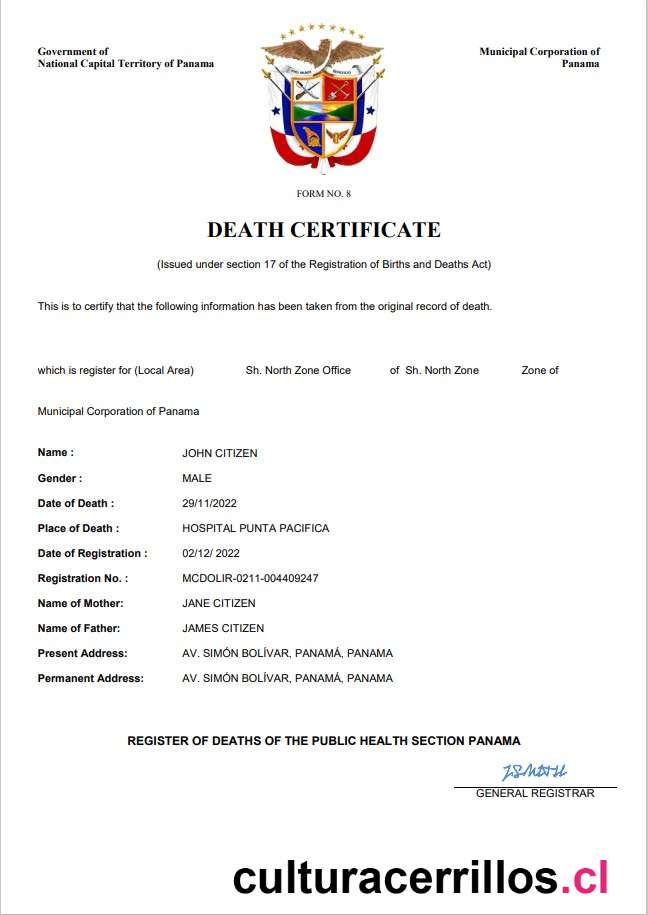 Government of
National Capital Territory of Panama
Municipal Corporation of
Panama
FORM NO. 8
DEATH CERTIFICATE
(Issued under section 17 of the Registration of Births and Deaths Act)
This is to certify that the following information has been taken from the original record of death.
which is register for (Local Area) Sh. North Zone Office of Sh. North Zone Zone of
Municipal Corporation of Panama
Name : JOHN CITIZEN
Gender : MALE
Date of Death : 29/11/2022
Place of Death : HOSPITAL PUNTA PACIFICA
Date of Registration : 02/12/ 2022
Registration No. : MCDOLIR-0211-004409247
Name of Mother: JANE CITIZEN
Name of Father: JAMES CITIZEN
Present Address: AV. SIMÓN BOLÍVAR, PANAMÁ, PANAMA
Permanent Address: AV. SIMÓN BOLÍVAR, PANAMÁ, PANAMA
REGISTER OF DEATHS OF THE PUBLIC HEALTH SECTION PANAMA
GENERAL REGISTRAR
culturacerrillos.cl